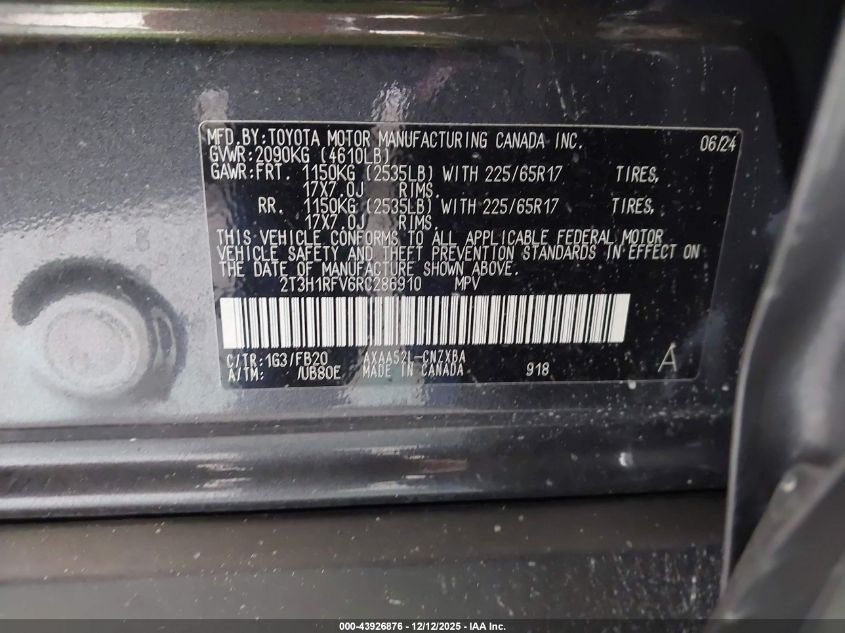 MFD.BY:TOYOTA MOTOR MANUFACTURING CANADA INC. 06/24
GVWR:2090KG (4610LB)
GAWR:FRT. 1150KG (2535LB) WITH 225/65R17 TIRES,
17X7.0J RIMS.
RR. 1150KG (2535LB) WITH 225/65R17 TIRES,
17X7.0J RIMS.
THIS VEHICLE CONFORMS TO ALL APPLICABLE FEDERAL MOTOR
VEHICLE SAFETY AND THEFT PREVENTION STANDARDS IN EFFECT ON
THE DATE OF MANUFACTURE SHOWN ABOVE.
2T3H1RFV6RC286910 MPV
C/TR:1G3/FB20 AXAA52L-CNZXBA
A/TM: /UB80E MADE IN CANADA 918 A
000-43926876 - 12/12/2025 - IAA Inc.